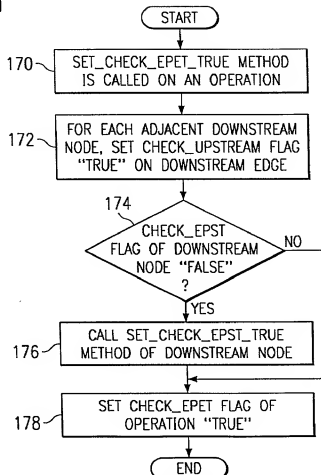 START
170
SET_CHECK_EPET_TRUE METHOD
IS CALLED ON AN OPERATION
172
FOR EACH ADJACENT DOWNSTREAM
NODE, SET CHECK_UPSTREAM FLAG
"TRUE" ON DOWNSTREAM EDGE
174
CHECK_EPST
FLAG OF DOWNSTREAM
NODE "FALSE"
?
NO
YES
176
CALL SET_CHECK_EPST_TRUE
METHOD OF DOWNSTREAM NODE
178
SET CHECK_EPET FLAG OF
OPERATION "TRUE"
END